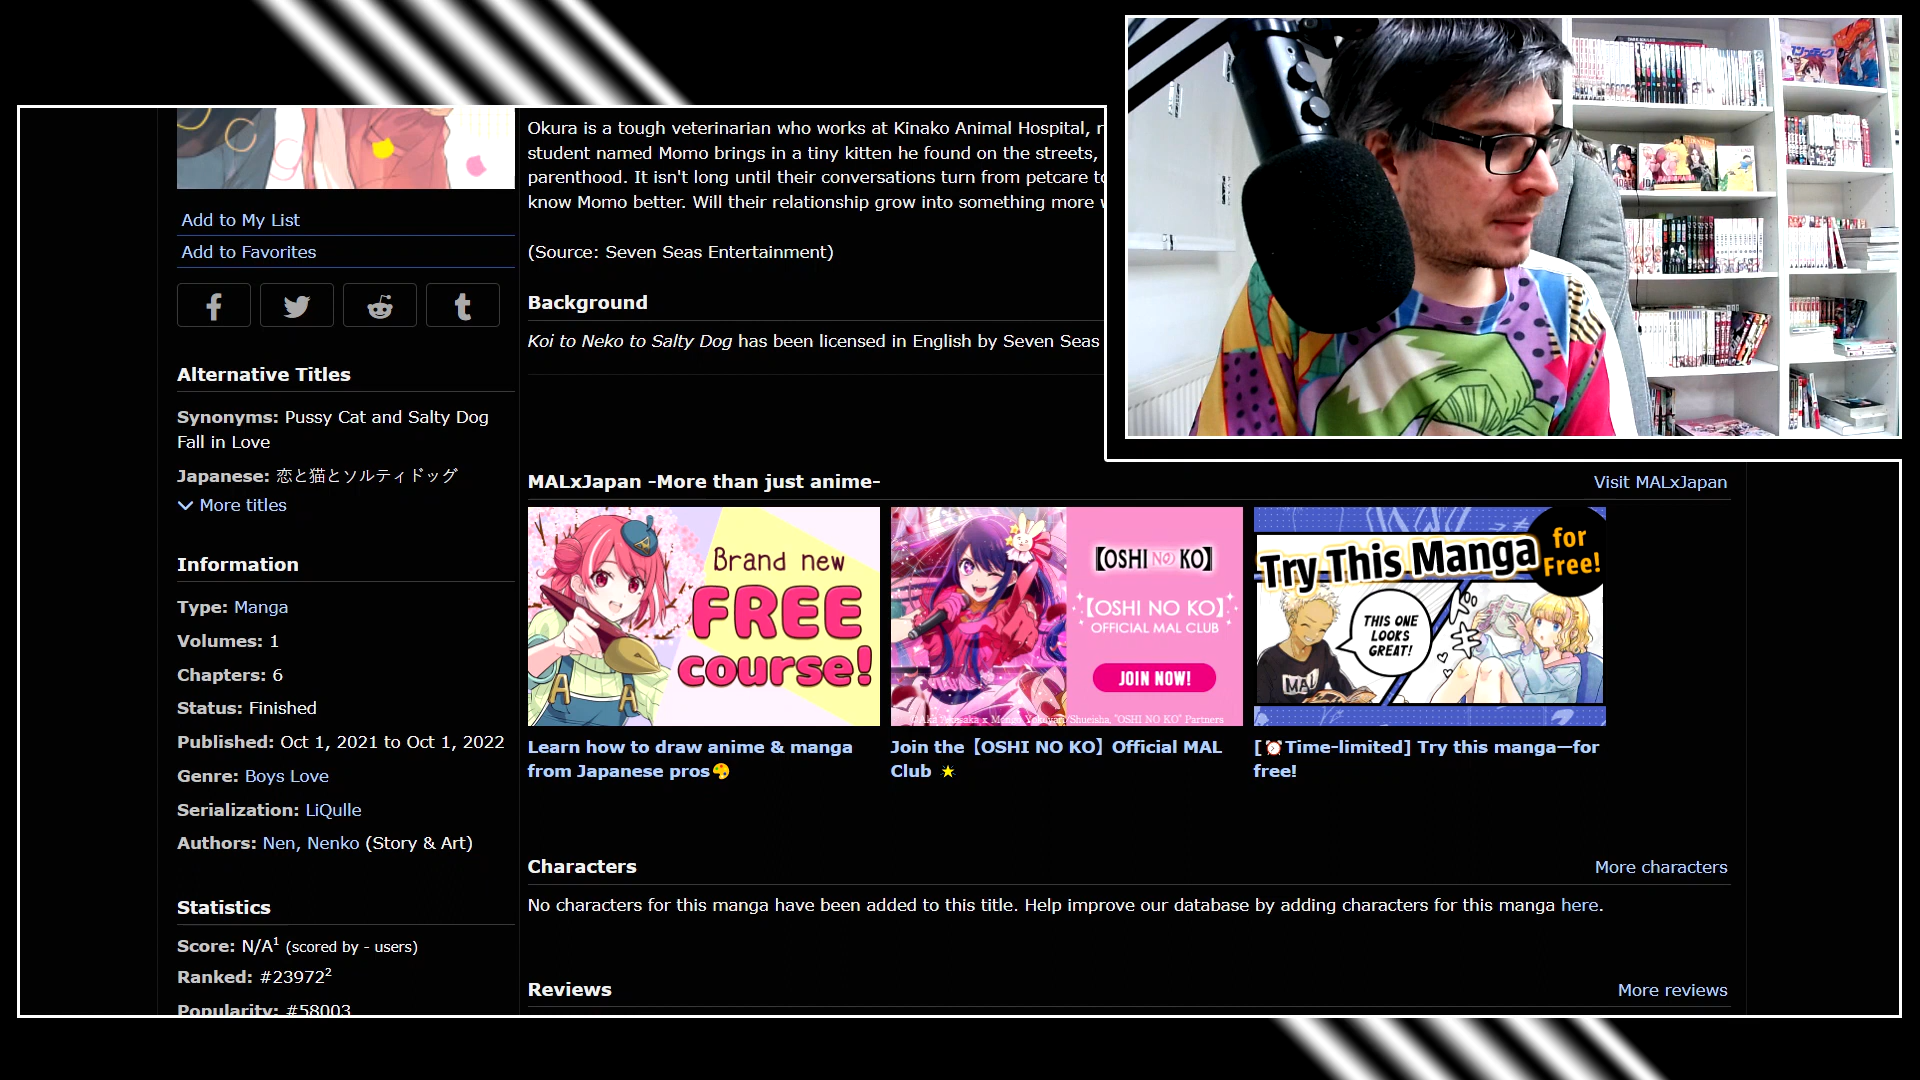 Okura is a tough veterinarian who works at Kinako Animal Hospital,
student named Momo brings in a tiny kitten he found on the streets,
parenthood. It isn't long until their conversations turn from petcare
know Momo better. Will their relationship grow into something more
(Source: Seven Seas Entertainment)
Background
Koi to Neko to Salty Dog has been licensed in English by Seven Seas
Add to My List
Add to Favorites
Alternative Titles
Synonyms: Pussy Cat and Salty Dog
Fall in Love
Japanese: 恋と猫とソルティドッグ
More titles
Information
Type: Manga
Volumes: 1
Chapters: 6
Status: Finished
Published: Oct 1, 2021 to Oct 1, 2022
Genre: Boys Love
Serialization: LiQulle
Authors: Nen, Nenko (Story & Art)
Statistics
Score: N/A1 (scored by - users)
Ranked: #239722
Popularity: #58003
MALxJapan -More than just anime-
Visit MALxJapan
Brand new
FREE
course!
【OSHI NO KO】
【OSHI NO KO】
OFFICIAL MAL CLUB
JOIN NOW!
Try This Manga
for
Free!
THIS ONE
LOOKS
GREAT!
MAL
Learn how to draw anime & manga
from Japanese pros🎨
Join the【OSHI NO KO】Official MAL
Club ⭐
[⏰Time-limited] Try this manga—for
free!
Characters
More characters
No characters for this manga have been added to this title. Help improve our database by adding characters for this manga here.
Reviews
More reviews